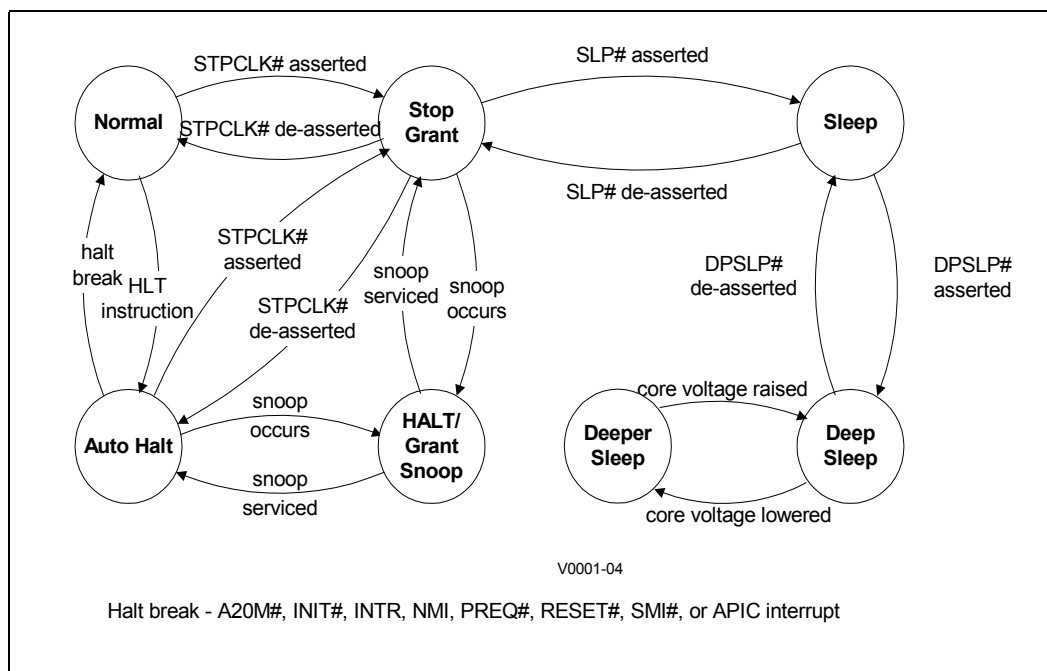 STPCLK# asserted
SLP# asserted
Normal
Stop
Grant
Sleep
STPCLK# de-asserted
SLP# de-asserted
halt
break
HLT
instruction
STPCLK#
asserted
STPCLK#
de-asserted
snoop
serviced
snoop
occurs
DPSLP#
de-asserted
DPSLP#
asserted
Auto Halt
snoop
occurs
snoop
serviced
HALT/
Grant
Snoop
Deeper
Sleep
core voltage raised
Deep
Sleep
core voltage lowered
V0001-04
Halt break - A20M#, INIT#, INTR, NMI, PREQ#, RESET#, SMI#, or APIC interrupt